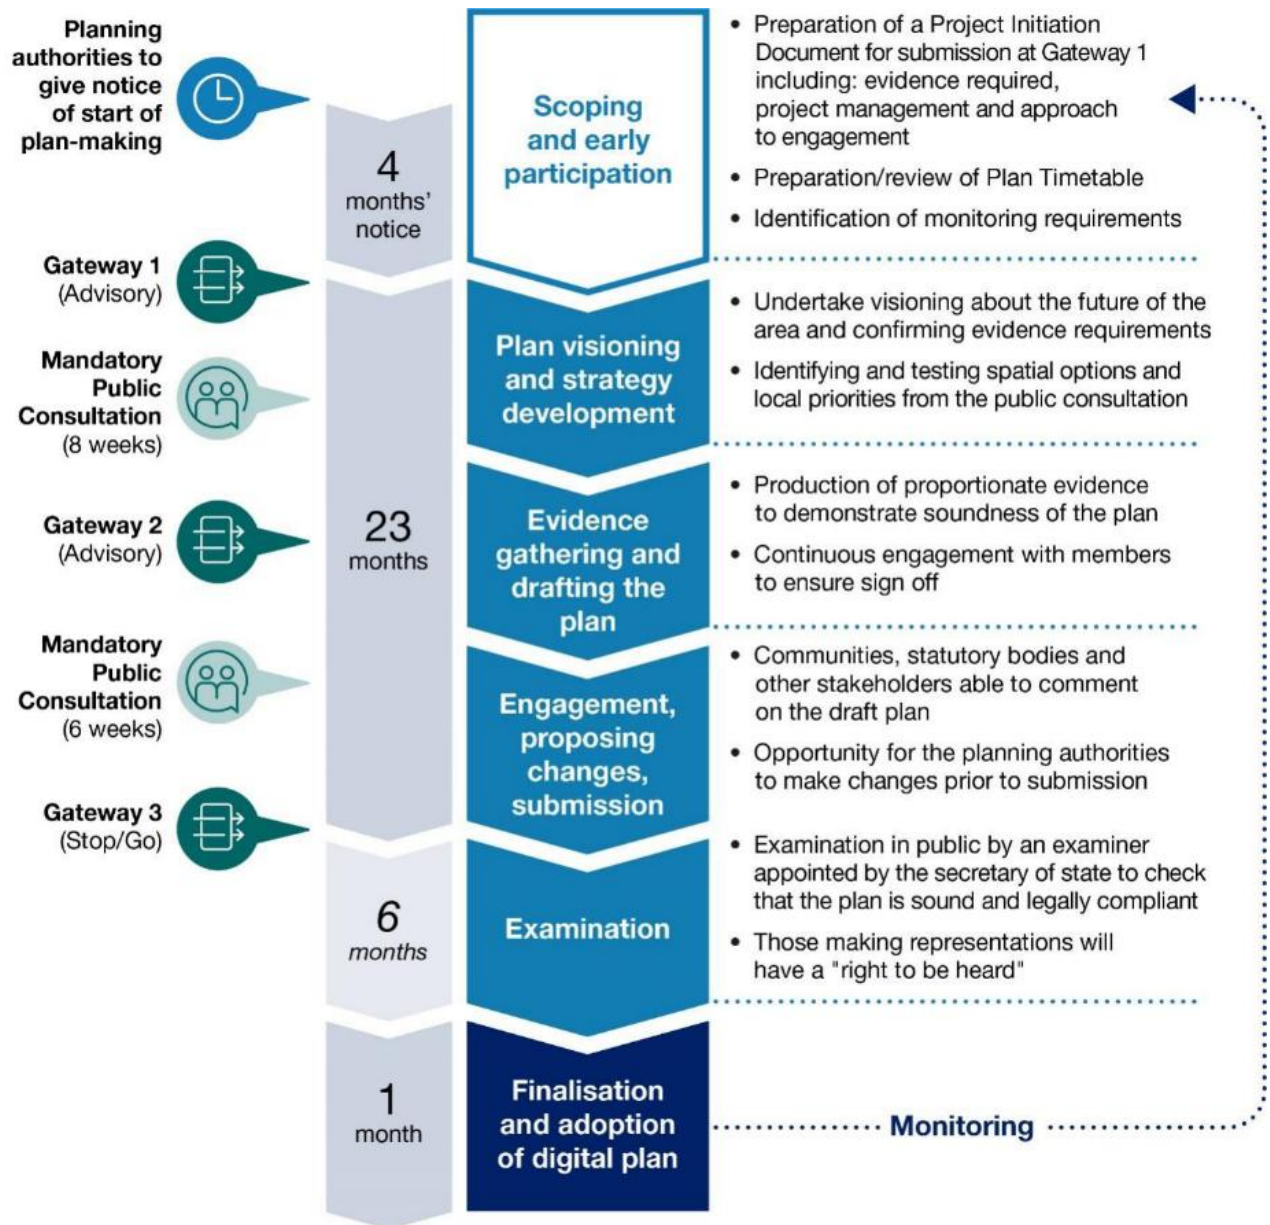 Planning
authorities to
give notice
of start of
plan-making
4
months'
notice
Scoping
and early
participation
• Preparation of a Project Initiation
Document for submission at Gateway 1
including: evidence required,
project management and approach
to engagement
• Preparation/review of Plan Timetable
• Identification of monitoring requirements
Gateway 1
(Advisory)
Mandatory
Public
Consultation
(8 weeks)
Plan visioning
and strategy
development
• Undertake visioning about the future of the
area and confirming evidence requirements
• Identifying and testing spatial options and
local priorities from the public consultation
Gateway 2
(Advisory)
23
months
Evidence
gathering and
drafting the
plan
• Production of proportionate evidence
to demonstrate soundness of the plan
• Continuous engagement with members
to ensure sign off
Mandatory
Public
Consultation
(6 weeks)
Engagement,
proposing
changes,
submission
• Communities, statutory bodies and
other stakeholders able to comment
on the draft plan
• Opportunity for the planning authorities
to make changes prior to submission
Gateway 3
(Stop/Go)
6
months
Examination
• Examination in public by an examiner
appointed by the secretary of state to check
that the plan is sound and legally compliant
• Those making representations will
have a "right to be heard"
1
month
Finalisation
and adoption
of digital plan
Monitoring